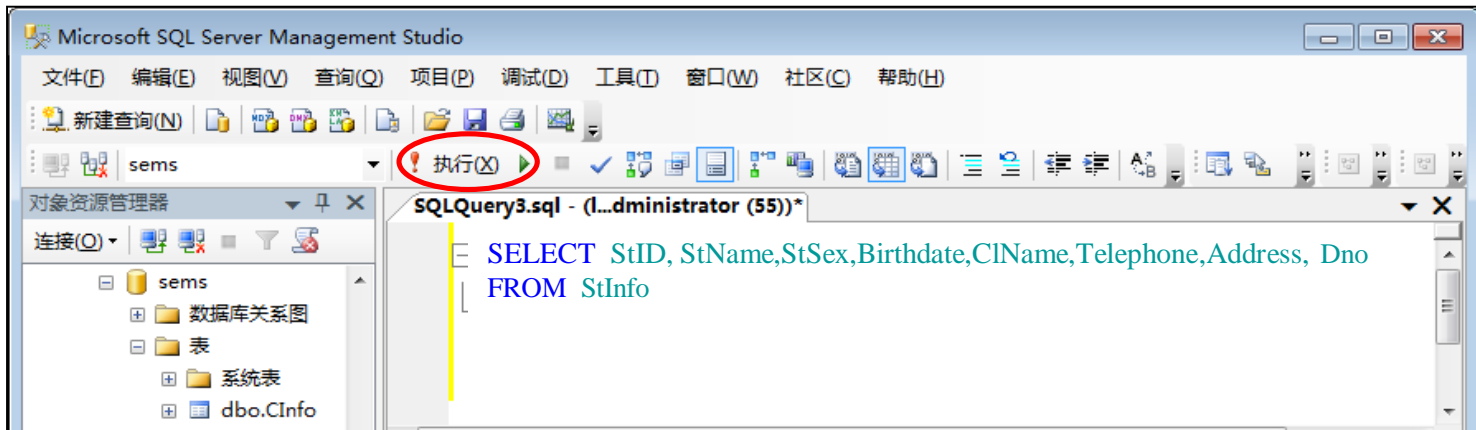 Microsoft SQL Server Management Studio
文件(F) 编辑(E) 视图(V) 查询(Q) 项目(P) 调试(D) 工具(T) 窗口(W) 社区(C) 帮助(H)
新建查询(N)
sems 执行(X)
对象资源管理器 SQLQuery3.sql - (l...dministrator (55))*
连接(O)
SELECT StID, StName,StSex,Birthdate,ClName,Telephone,Address, Dno
FROM StInfo
sems
数据库关系图
表
系统表
dbo.CInfo